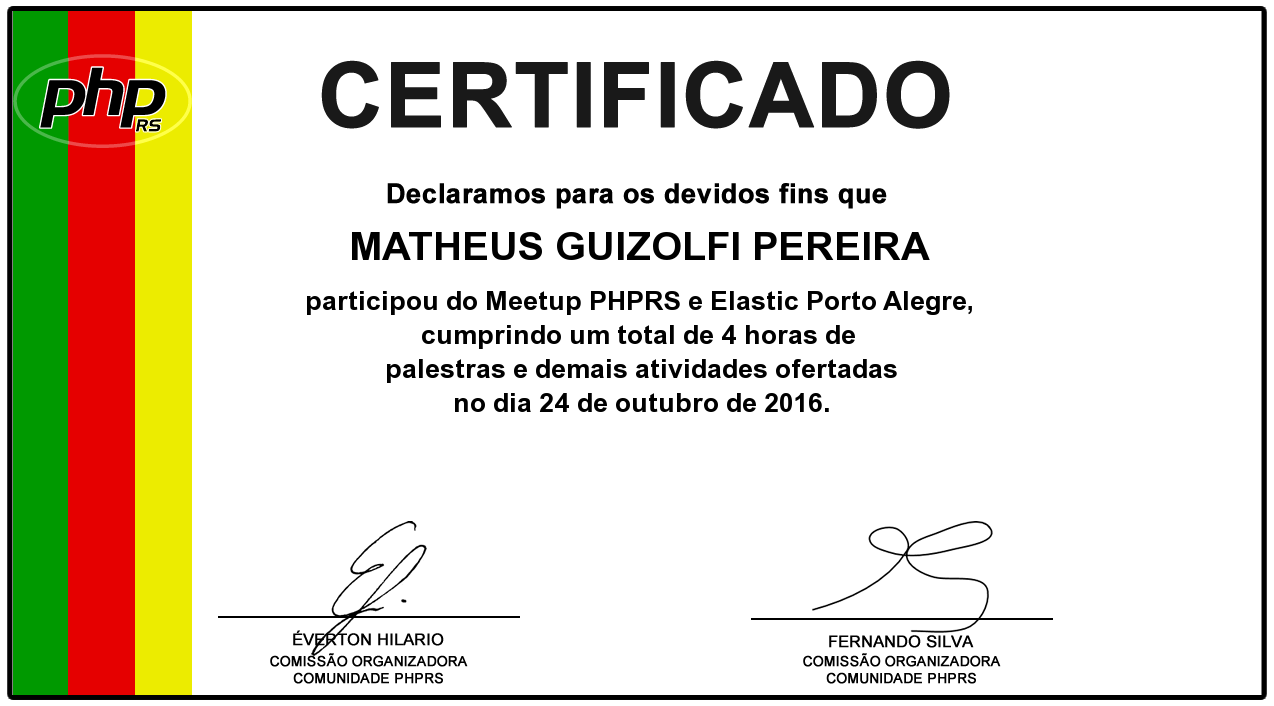 php
RS
CERTIFICADO
Declaramos para os devidos fins que
MATHEUS GUIZOLFI PEREIRA
participou do Meetup PHPRS e Elastic Porto Alegre,
cumprindo um total de 4 horas de
palestras e demais atividades ofertadas
no dia 24 de outubro de 2016.
ÉVERTON HILARIO
COMISSÃO ORGANIZADORA
COMUNIDADE PHPRS
FERNANDO SILVA
COMISSÃO ORGANIZADORA
COMUNIDADE PHPRS